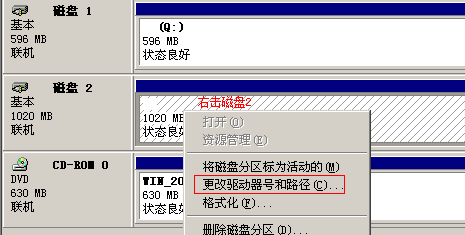 磁盘 1
基本
596 MB
联机
(Q:)
596 MB
状态良好
磁盘 2
基本
1020 MB
联机
右击磁盘2
1020 M
状态良好
打开(O)
资源管理(E)
将磁盘分区标为活动的(M)
更改驱动器号和路径(C)...
格式化(F)...
删除磁盘分区(D)...
CD-ROM 0
DVD
630 MB
联机
WIN_20
630 MB
状态良好